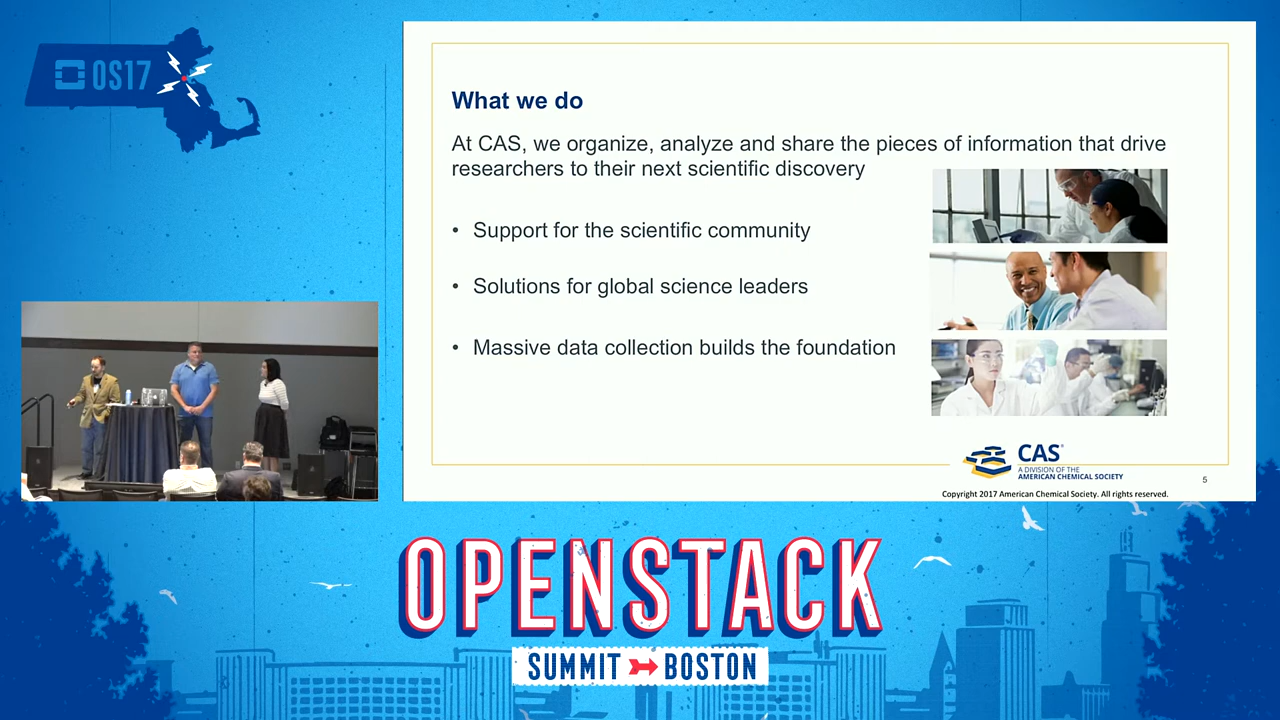 OS17
What we do
At CAS, we organize, analyze and share the pieces of information that drive
researchers to their next scientific discovery
• Support for the scientific community
• Solutions for global science leaders
• Massive data collection builds the foundation
CAS®
A DIVISION OF THE
AMERICAN CHEMICAL SOCIETY
5
Copyright 2017 American Chemical Society. All rights reserved.
OPENSTACK
SUMMIT BOSTON